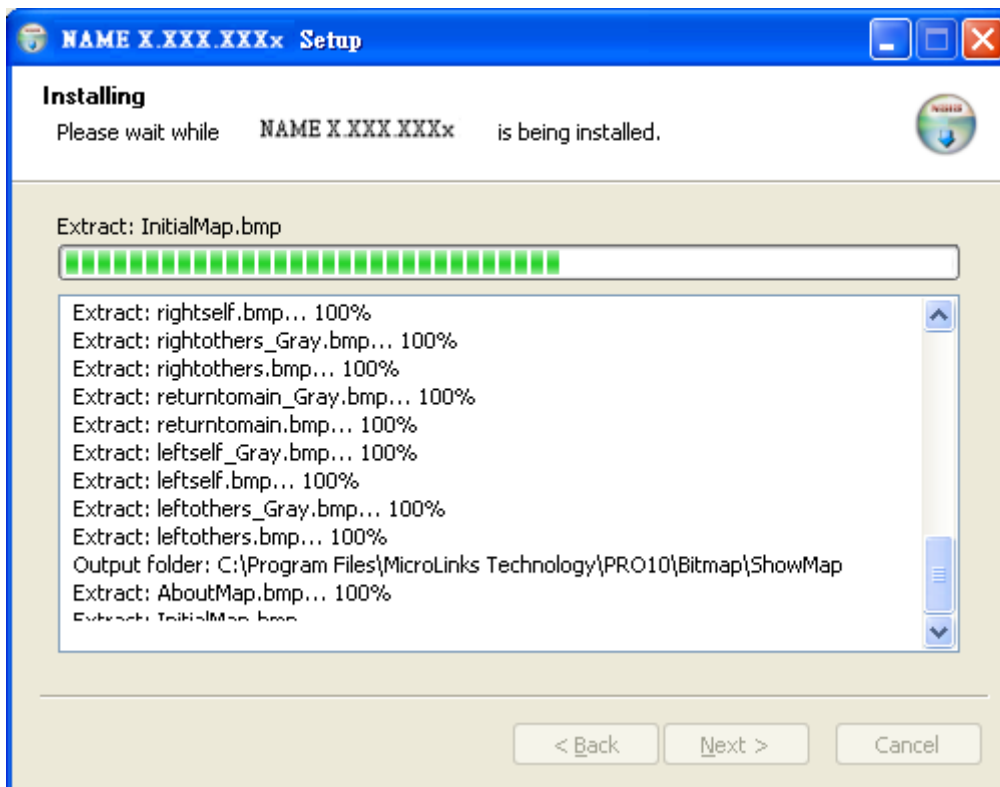 NAME X.XXX.XXXx Setup
Installing
Please wait while NAME X.XXX.XXXx is being installed.
Extract: InitialMap.bmp
Extract: rightself.bmp... 100%
Extract: rightothers_Gray.bmp... 100%
Extract: rightothers.bmp... 100%
Extract: returntomain_Gray.bmp... 100%
Extract: returntomain.bmp... 100%
Extract: leftself_Gray.bmp... 100%
Extract: leftself.bmp... 100%
Extract: leftothers_Gray.bmp... 100%
Extract: leftothers.bmp... 100%
Output folder: C:\Program Files\MicroLinks Technology\PRO10\Bitmap\ShowMap
Extract: AboutMap.bmp... 100%
Extract: InitialMap.bmp
< Back Next > Cancel